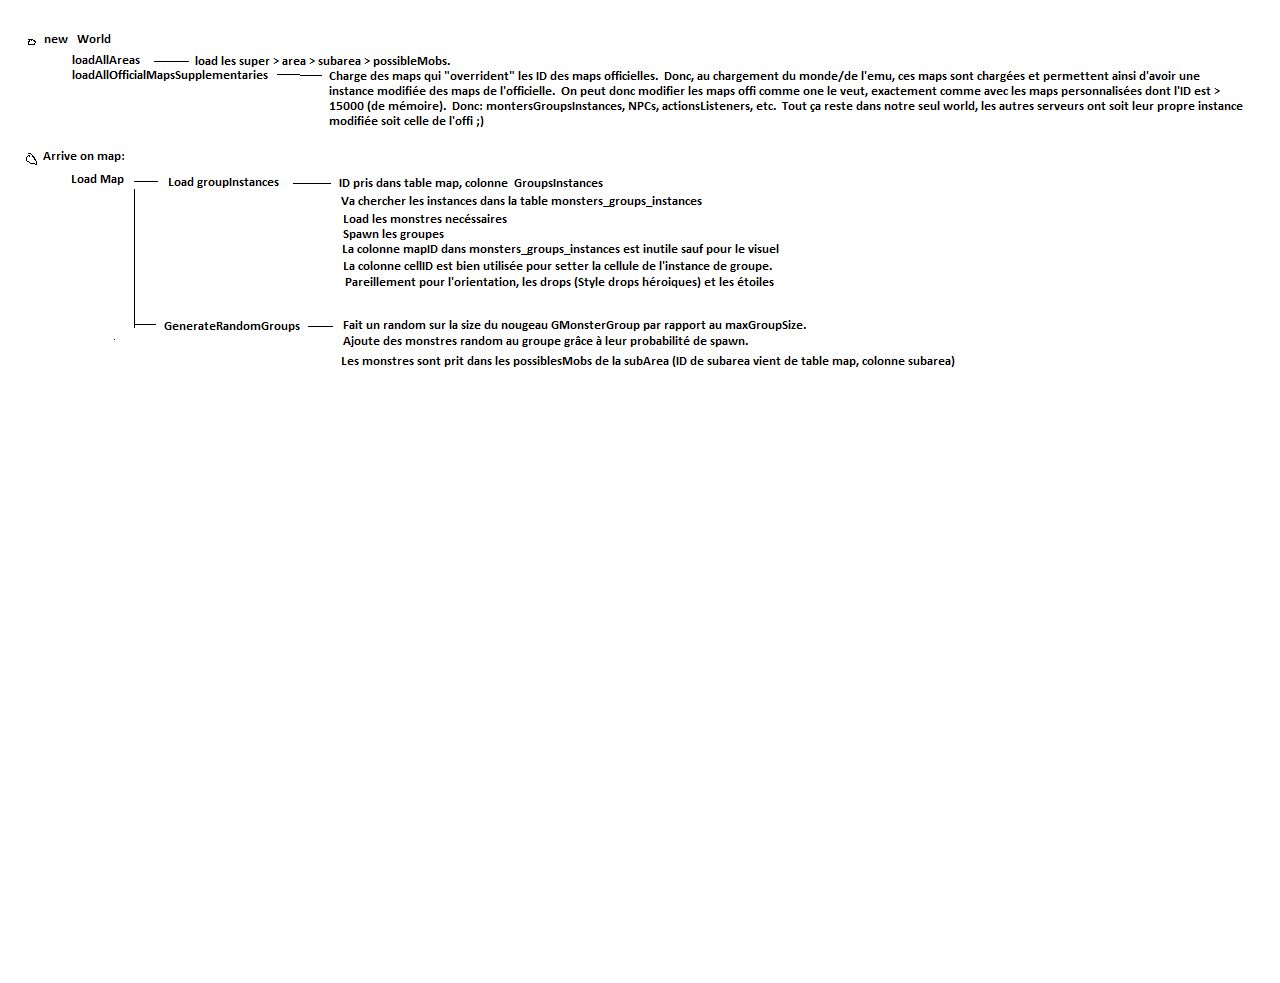 new World
loadAllAreas load les super > area > subarea > possibleMobs.
loadAllOfficialMapsSupplementaries Charge des maps qui "overrident" les ID des maps officielles. Donc, au chargement du monde/de l'emu, ces maps sont chargées et permettent ainsi d'avoir une
instance modifiée des maps de l'officielle. On peut donc modifier les maps offi comme one le veut, exactement comme avec les maps personnalisées dont l'ID est >
15000 (de mémoire). Donc: montersGroupsInstances, NPCs, actionsListeners, etc. Tout ça reste dans notre seul world, les autres serveurs ont soit leur propre instance
modifiée soit celle de l'offi ;)
Arrive on map:
Load Map Load groupInstances ID pris dans table map, colonne GroupsInstances
Va chercher les instances dans la table monsters_groups_instances
Load les monstres necéssaires
Spawn les groupes
La colonne mapID dans monsters_groups_instances est inutile sauf pour le visuel
La colonne cellID est bien utilisée pour setter la cellule de l'instance de groupe.
Pareillement pour l'orientation, les drops (Style drops héroiques) et les étoiles
GenerateRandomGroups Fait un random sur la size du nougeau GMonsterGroup par rapport au maxGroupSize.
Ajoute des monstres random au groupe grâce à leur probabilité de spawn.
Les monstres sont prit dans les possiblesMobs de la subArea (ID de subarea vient de table map, colonne subarea)